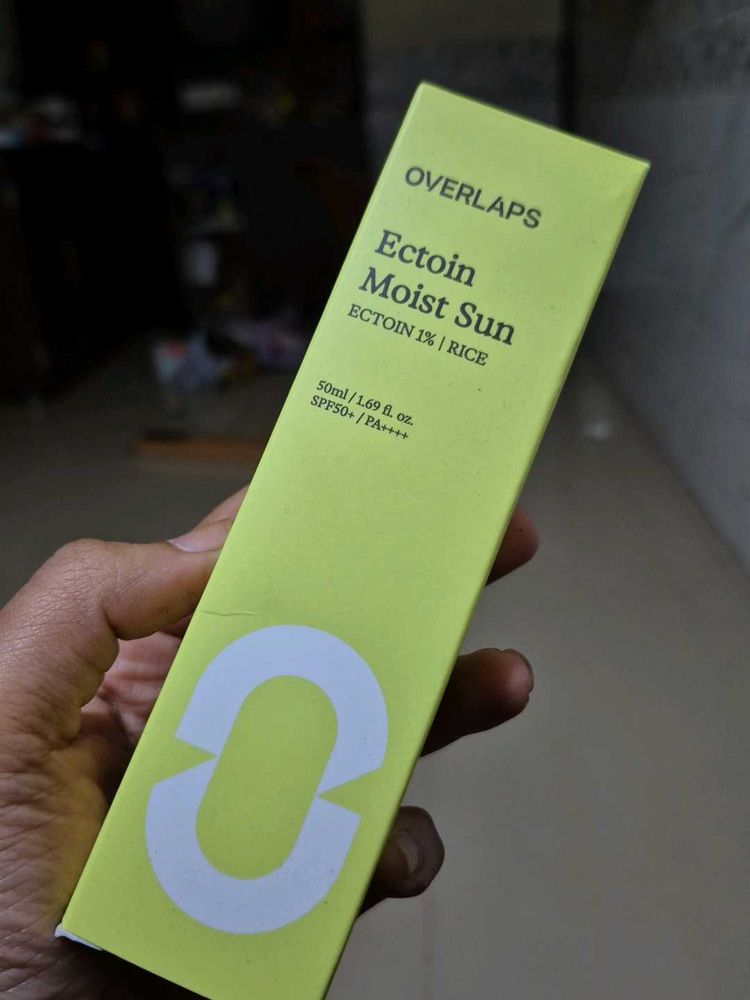 OVERLAPS
Ectoin
Moist Sun
ECTOIN 1% | RICE
50ml / 1.69 fl. oz.
SPF50+ / PA++++